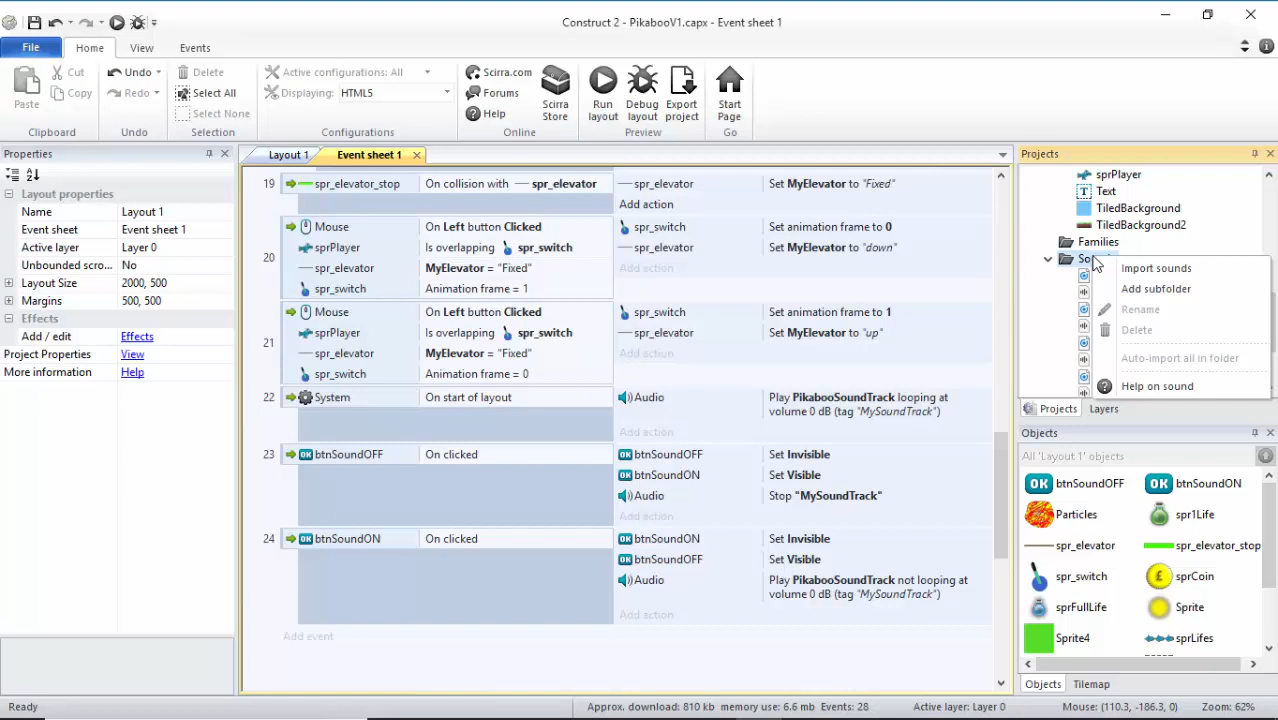 Construct 2 - PikabooV1.capx - Event sheet 1
File Home View Events
Paste Cut Copy
Undo Redo
Delete Select All Select None
Active configurations: All
Displaying: HTML5
Scirra.com Forums Help
Scirra Store
Run layout
Debug layout
Export project
Start Page
Clipboard Undo Selection Configurations Online Preview Go
Properties
Layout properties
Name Layout 1
Event sheet Event sheet 1
Active layer Layer 0
Unbounded scro... No
Layout Size 2000, 500
Margins 500, 500
Effects
Add / edit Effects
Project Properties View
More information Help
Layout 1 Event sheet 1
19 spr_elevator_stop On collision with spr_elevator spr_elevator Set MyElevator to "Fixed"
Add action
20 Mouse On Left button Clicked spr_switch Set animation frame to 0
sprPlayer Is overlapping spr_switch spr_elevator Set MyElevator to "down"
spr_elevator MyElevator = "Fixed" Add action
spr_switch Animation frame = 1
21 Mouse On Left button Clicked spr_switch Set animation frame to 1
sprPlayer Is overlapping spr_switch spr_elevator Set MyElevator to "up"
spr_elevator MyElevator = "Fixed" Add action
spr_switch Animation frame = 0
22 System On start of layout Audio Play PikabooSoundTrack looping at
volume 0 dB (tag "MySoundTrack")
Add action
23 btnSoundOFF On clicked btnSoundOFF Set Invisible
btnSoundON Set Visible
Audio Stop "MySoundTrack"
Add action
24 btnSoundON On clicked btnSoundON Set Invisible
btnSoundOFF Set Visible
Audio Play PikabooSoundTrack not looping at
volume 0 dB (tag "MySoundTrack")
Add action
Add event
Projects
sprPlayer
T Text
TiledBackground
TiledBackground2
Families
Import sounds
Add subfolder
Rename
Delete
Auto-import all in folder
Help on sound
Projects Layers
Objects
All 'Layout 1' objects
OK btnSoundOFF OK btnSoundON
Particles spr1Life
spr_elevator spr_elevator_stop
spr_switch £ sprCoin
sprFullLife Sprite
Sprite4 sprLifes
Objects Tilemap
Ready Approx. download: 810 kb memory use: 6.6 mb Events: 28 Active layer: Layer 0 Mouse: (110.3, -186.3, 0) Zoom: 62%